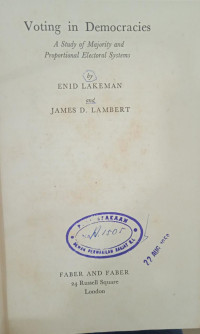 Voting in Democracies
A Study of Majority and
Proportional Electoral Systems
by
ENID LAKEMAN
and
JAMES D. LAMBERT
1505
FABER AND FABER
24 Russell Square
London